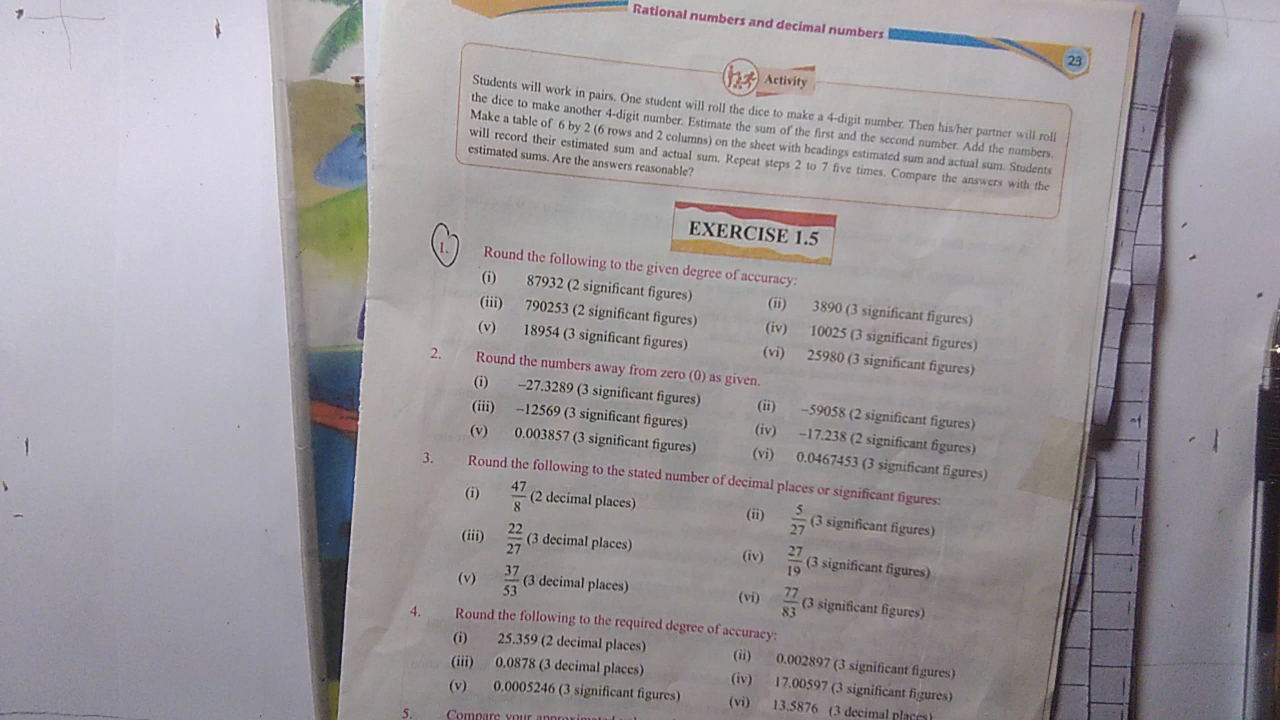 Rational numbers and decimal numbers
23
Activity
Students will work in pairs. One student will roll the dice to make a 4-digit number. Then his/her partner will roll
the dice to make another 4-digit number. Estimate the sum of the first and the second number. Add the numbers.
Make a table of 6 by 2 (6 rows and 2 columns) on the sheet with headings estimated sum and actual sum. Students
will record their estimated sum and actual sum. Repeat steps 2 to 7 five times. Compare the answers with the
estimated sums. Are the answers reasonable?
EXERCISE 1.5
1. Round the following to the given degree of accuracy:
(i) 87932 (2 significant figures) (ii) 3890 (3 significant figures)
(iii) 790253 (2 significant figures) (iv) 10025 (3 significant figures)
(v) 18954 (3 significant figures) (vi) 25980 (3 significant figures)
2. Round the numbers away from zero (0) as given.
(i) –27.3289 (3 significant figures) (ii) –59058 (2 significant figures)
(iii) –12569 (3 significant figures) (iv) –17.238 (2 significant figures)
(v) 0.003857 (3 significant figures) (vi) 0.0467453 (3 significant figures)
3. Round the following to the stated number of decimal places or significant figures:
(i) 47/8 (2 decimal places) (ii) 5/27 (3 significant figures)
(iii) 22/27 (3 decimal places) (iv) 27/19 (3 significant figures)
(v) 37/53 (3 decimal places) (vi) 77/83 (3 significant figures)
4. Round the following to the required degree of accuracy:
(i) 25.359 (2 decimal places) (ii) 0.002897 (3 significant figures)
(iii) 0.0878 (3 decimal places) (iv) 17.00597 (3 significant figures)
(v) 0.0005246 (3 significant figures) (vi) 13.5876 (3 decimal places)
5. Compare your